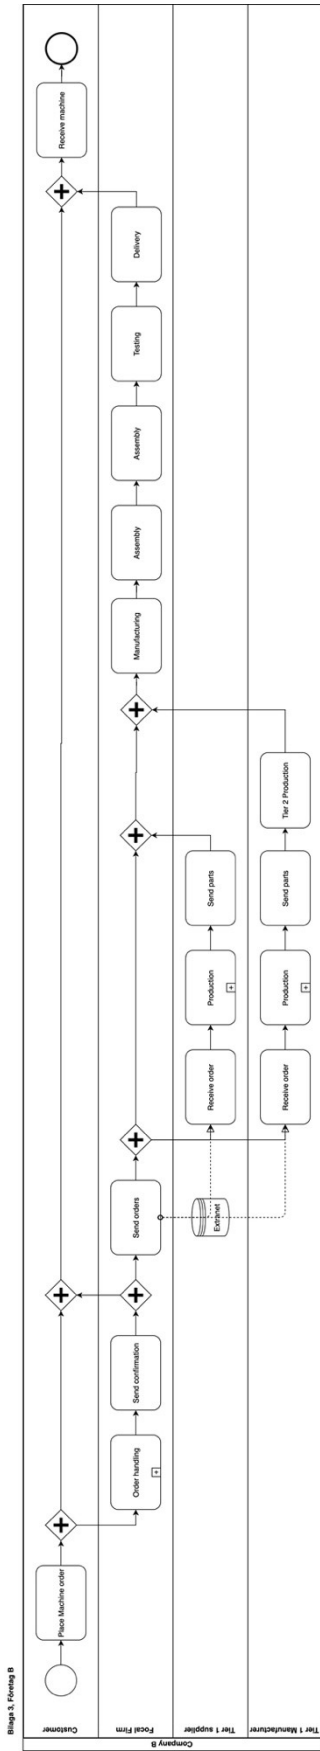 Bilaga 3, Företag B
Company B
Customer
Place Machine order
Receive machine
Focal Firm
Order handling
Send confirmation
Send orders
Manufacturing
Assembly
Assembly
Testing
Delivery
Tier 1 supplier
Extranet
Receive order
Production
Send parts
Tier 1 Manufacturer
Receive order
Production
Send parts
Tier 2 Production